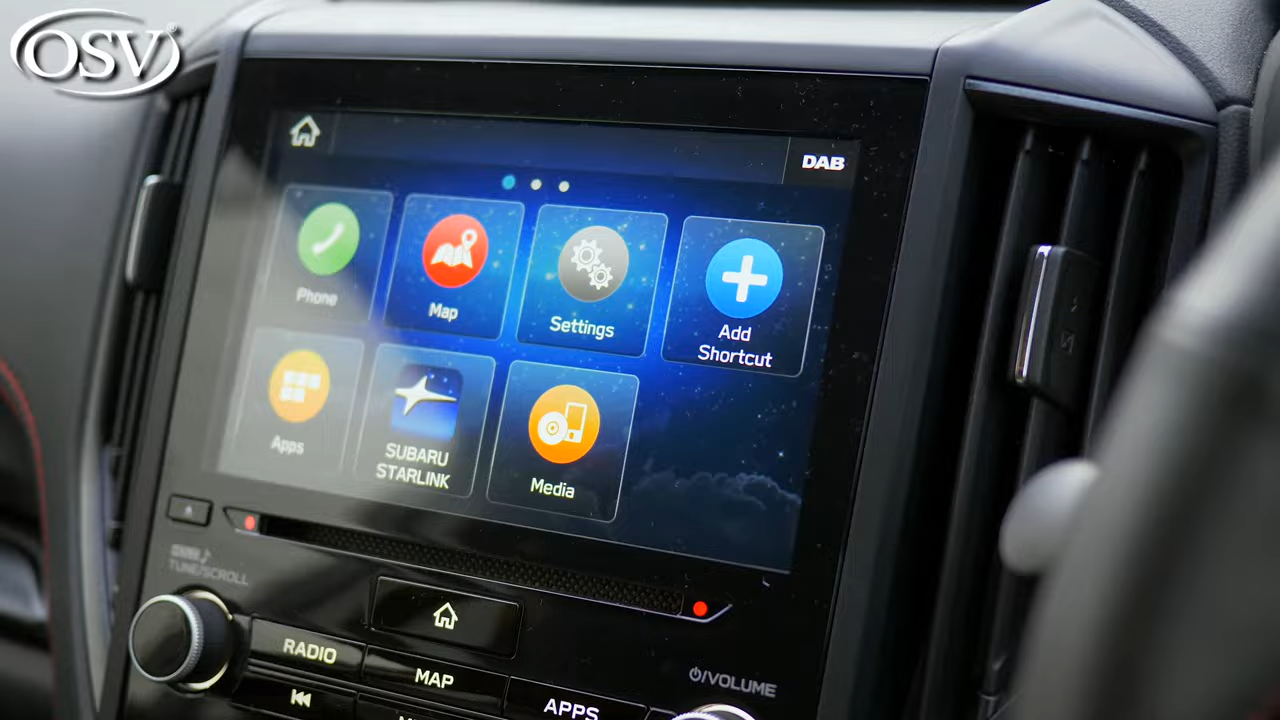 OSV
DAB
Phone
Map
Settings
Add
Shortcut
Apps
SUBARU
STARLINK
Media
TUNE/SCROLL
RADIO
MAP
APPS
/VOLUME